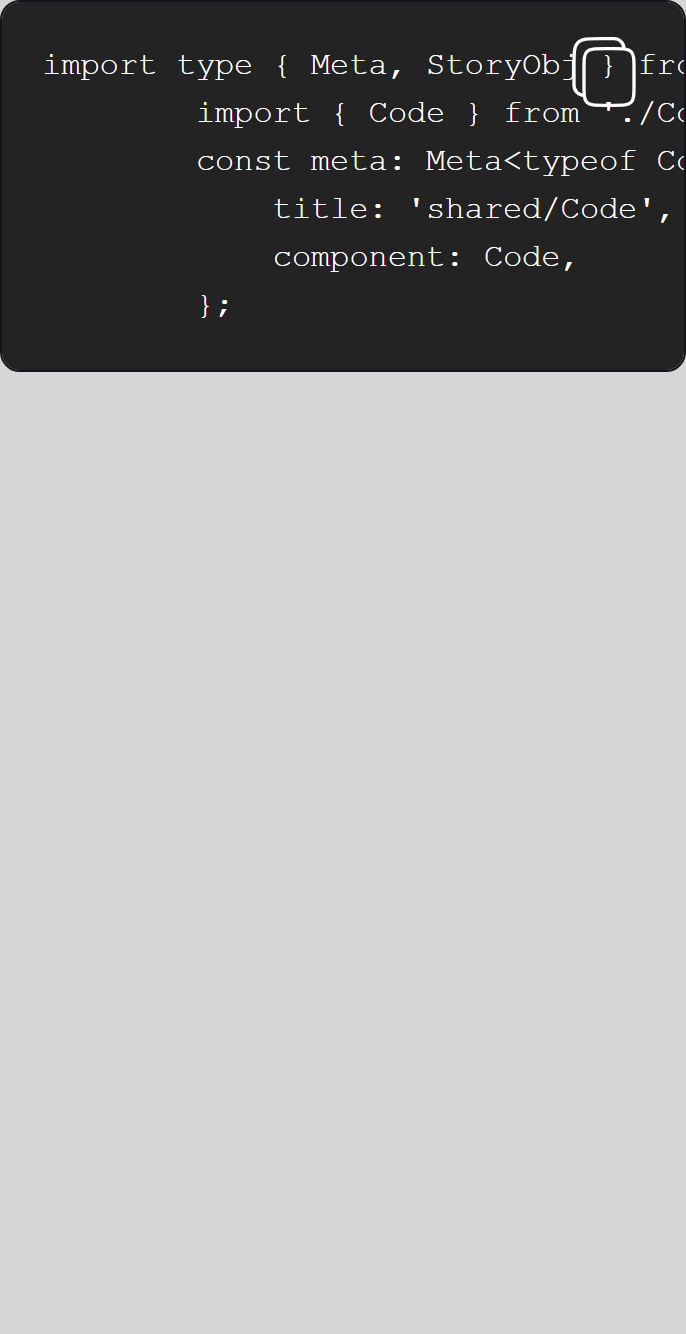 import type { Meta, StoryObj } fro
import { Code } from './Co
const meta: Meta<typeof Co
title: 'shared/Code',
component: Code,
};